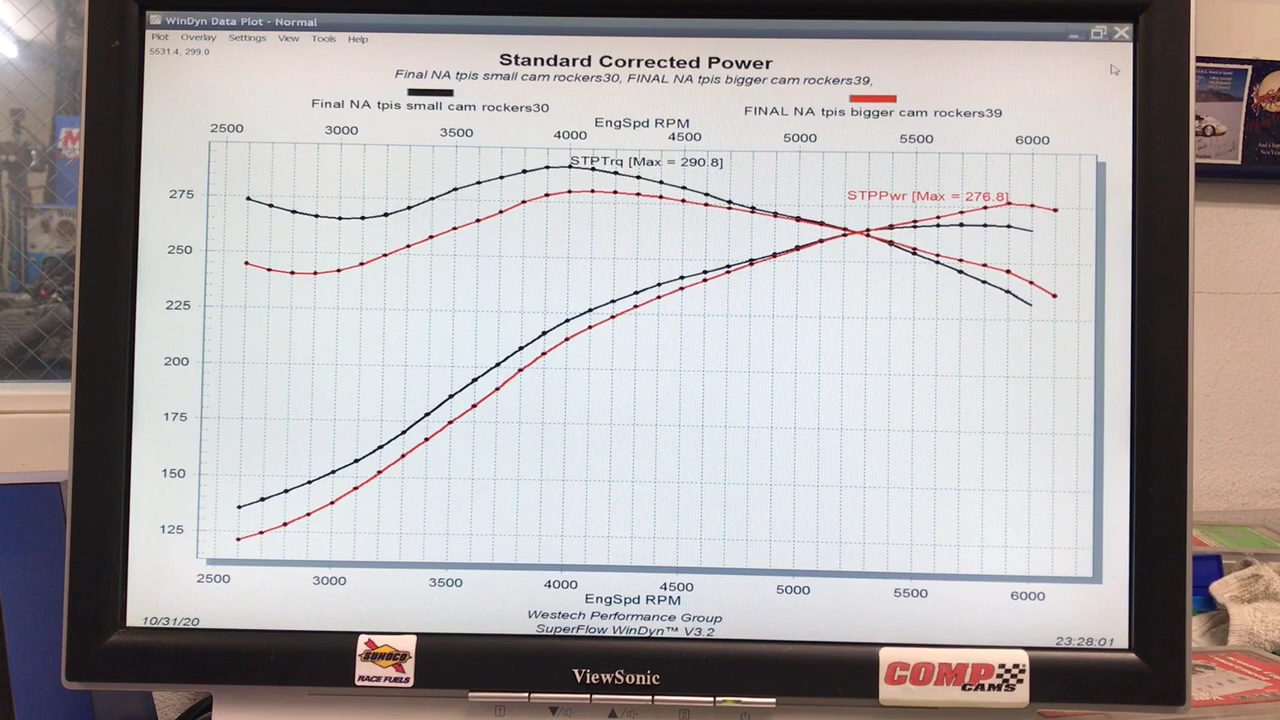 WinDyn Data Plot - Normal
Plot Overlay Settings View Tools Help
5531.4, 299.0
Standard Corrected Power
Final NA tpis small cam rockers30, FINAL NA tpis bigger cam rockers39,
Final NA tpis small cam rockers30
FINAL NA tpis bigger cam rockers39
EngSpd RPM
2500 3000 3500 4000 4500 5000 5500 6000
STPTrq [Max = 290.8]
STPPwr [Max = 276.8]
275
250
225
200
175
150
125
2500 3000 3500 4000 4500 5000 5500 6000
EngSpd RPM
10/31/20
Westech Performance Group
SuperFlow WinDyn™ V3.2
23:28:01
SUNOCO
RACE FUELS
ViewSonic
COMP
CAMS
1
2